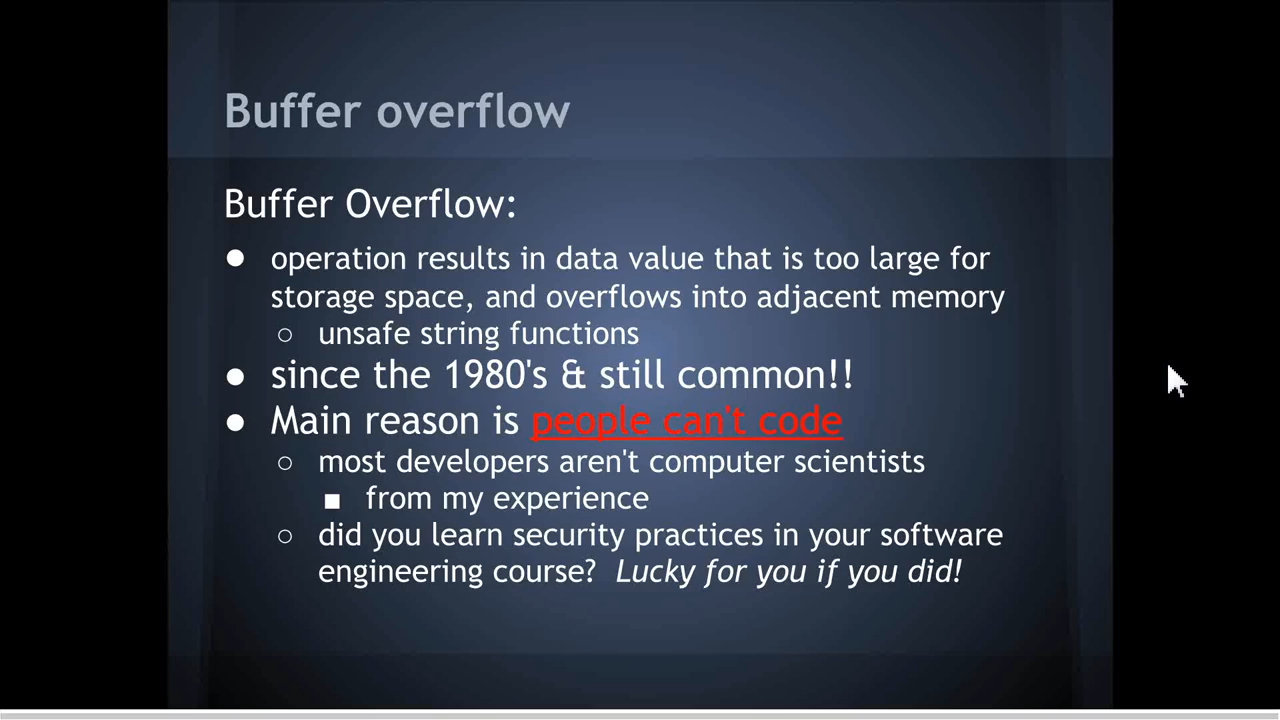 Buffer overflow
Buffer Overflow:
● operation results in data value that is too large for
storage space, and overflows into adjacent memory
○ unsafe string functions
● since the 1980's & still common!!
● Main reason is people can't code
○ most developers aren't computer scientists
■ from my experience
○ did you learn security practices in your software
engineering course? Lucky for you if you did!